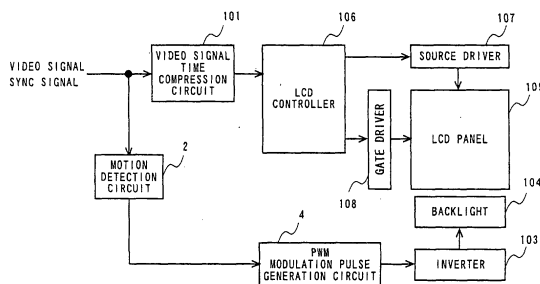 VIDEO SIGNAL
SYNC SIGNAL
101
VIDEO SIGNAL
TIME
COMPRESSION
CIRCUIT
106
LCD
CONTROLLER
107
SOURCE DRIVER
105
LCD PANEL
GATE DRIVER
108
2
MOTION
DETECTION
CIRCUIT
104
BACKLIGHT
4
PWM
MODULATION PULSE
GENERATION CIRCUIT
103
INVERTER